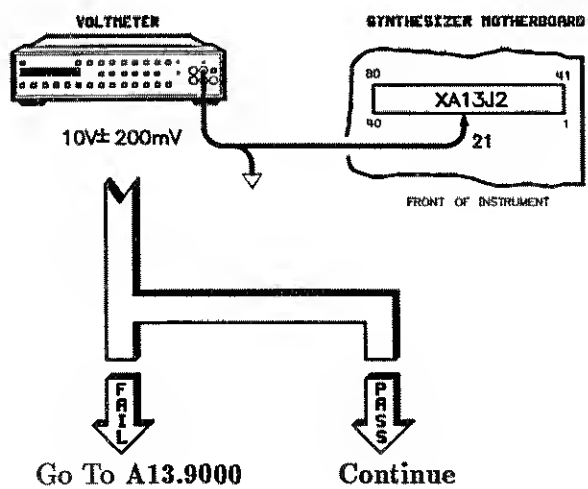 VOLTMETER
SYNTHESIZER MOTHERBOARD
80 41
XA13J2
40 1
21
10V± 200mV
FRONT OF INSTRUMENT
FAIL
PASS
Go To A13.9000
Continue